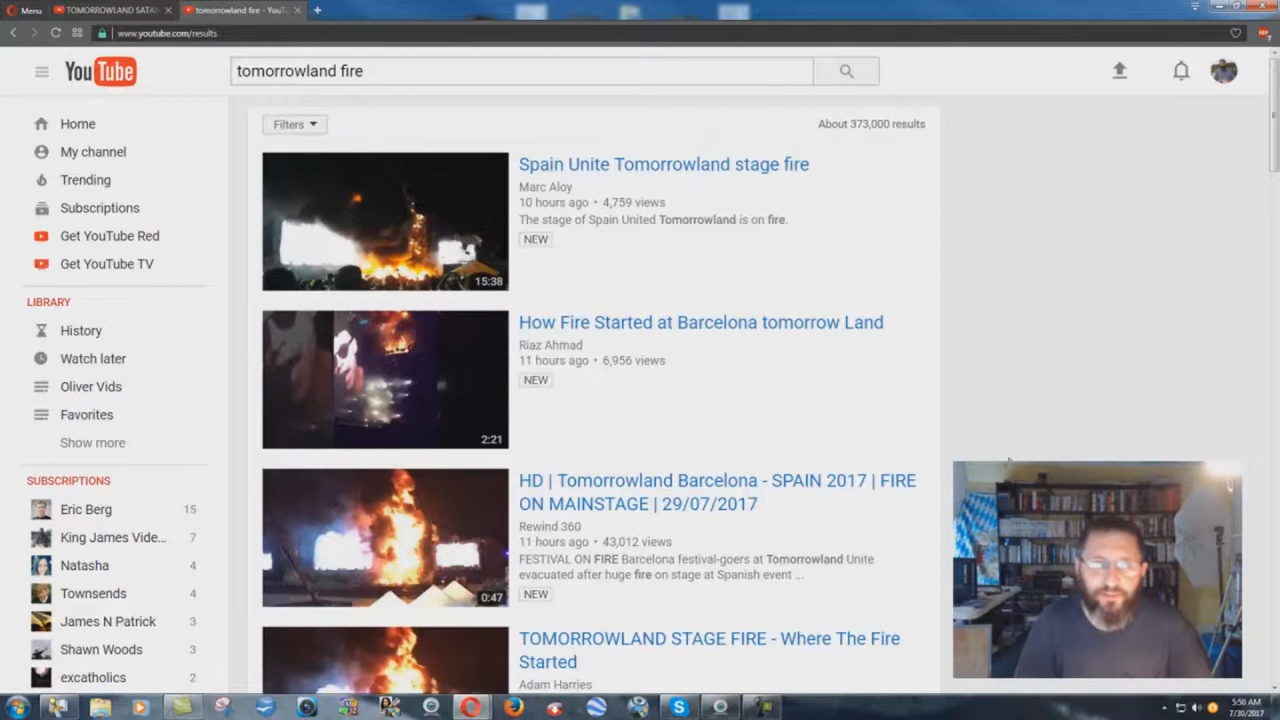 Menu
TOMORROWLAND SATAN
tomorrowland fire - YouT
www.youtube.com/results
YouTube
tomorrowland fire
Home
My channel
Trending
Subscriptions
Get YouTube Red
Get YouTube TV
LIBRARY
History
Watch later
Oliver Vids
Favorites
Show more
SUBSCRIPTIONS
Eric Berg 15
King James Vide... 7
Natasha 4
Townsends 4
James N Patrick 3
Shawn Woods 3
excatholics 2
Filters
About 373,000 results
Spain Unite Tomorrowland stage fire
Marc Aloy
10 hours ago • 4,759 views
The stage of Spain United Tomorrowland is on fire.
NEW
15:38
How Fire Started at Barcelona tomorrow Land
Riaz Ahmad
11 hours ago • 6,956 views
NEW
2:21
HD | Tomorrowland Barcelona - SPAIN 2017 | FIRE
ON MAINSTAGE | 29/07/2017
Rewind 360
11 hours ago • 43,012 views
FESTIVAL ON FIRE Barcelona festival-goers at Tomorrowland Unite
evacuated after huge fire on stage at Spanish event ...
NEW
0:47
TOMORROWLAND STAGE FIRE - Where The Fire
Started
Adam Harries
5:50 AM
7/30/2017